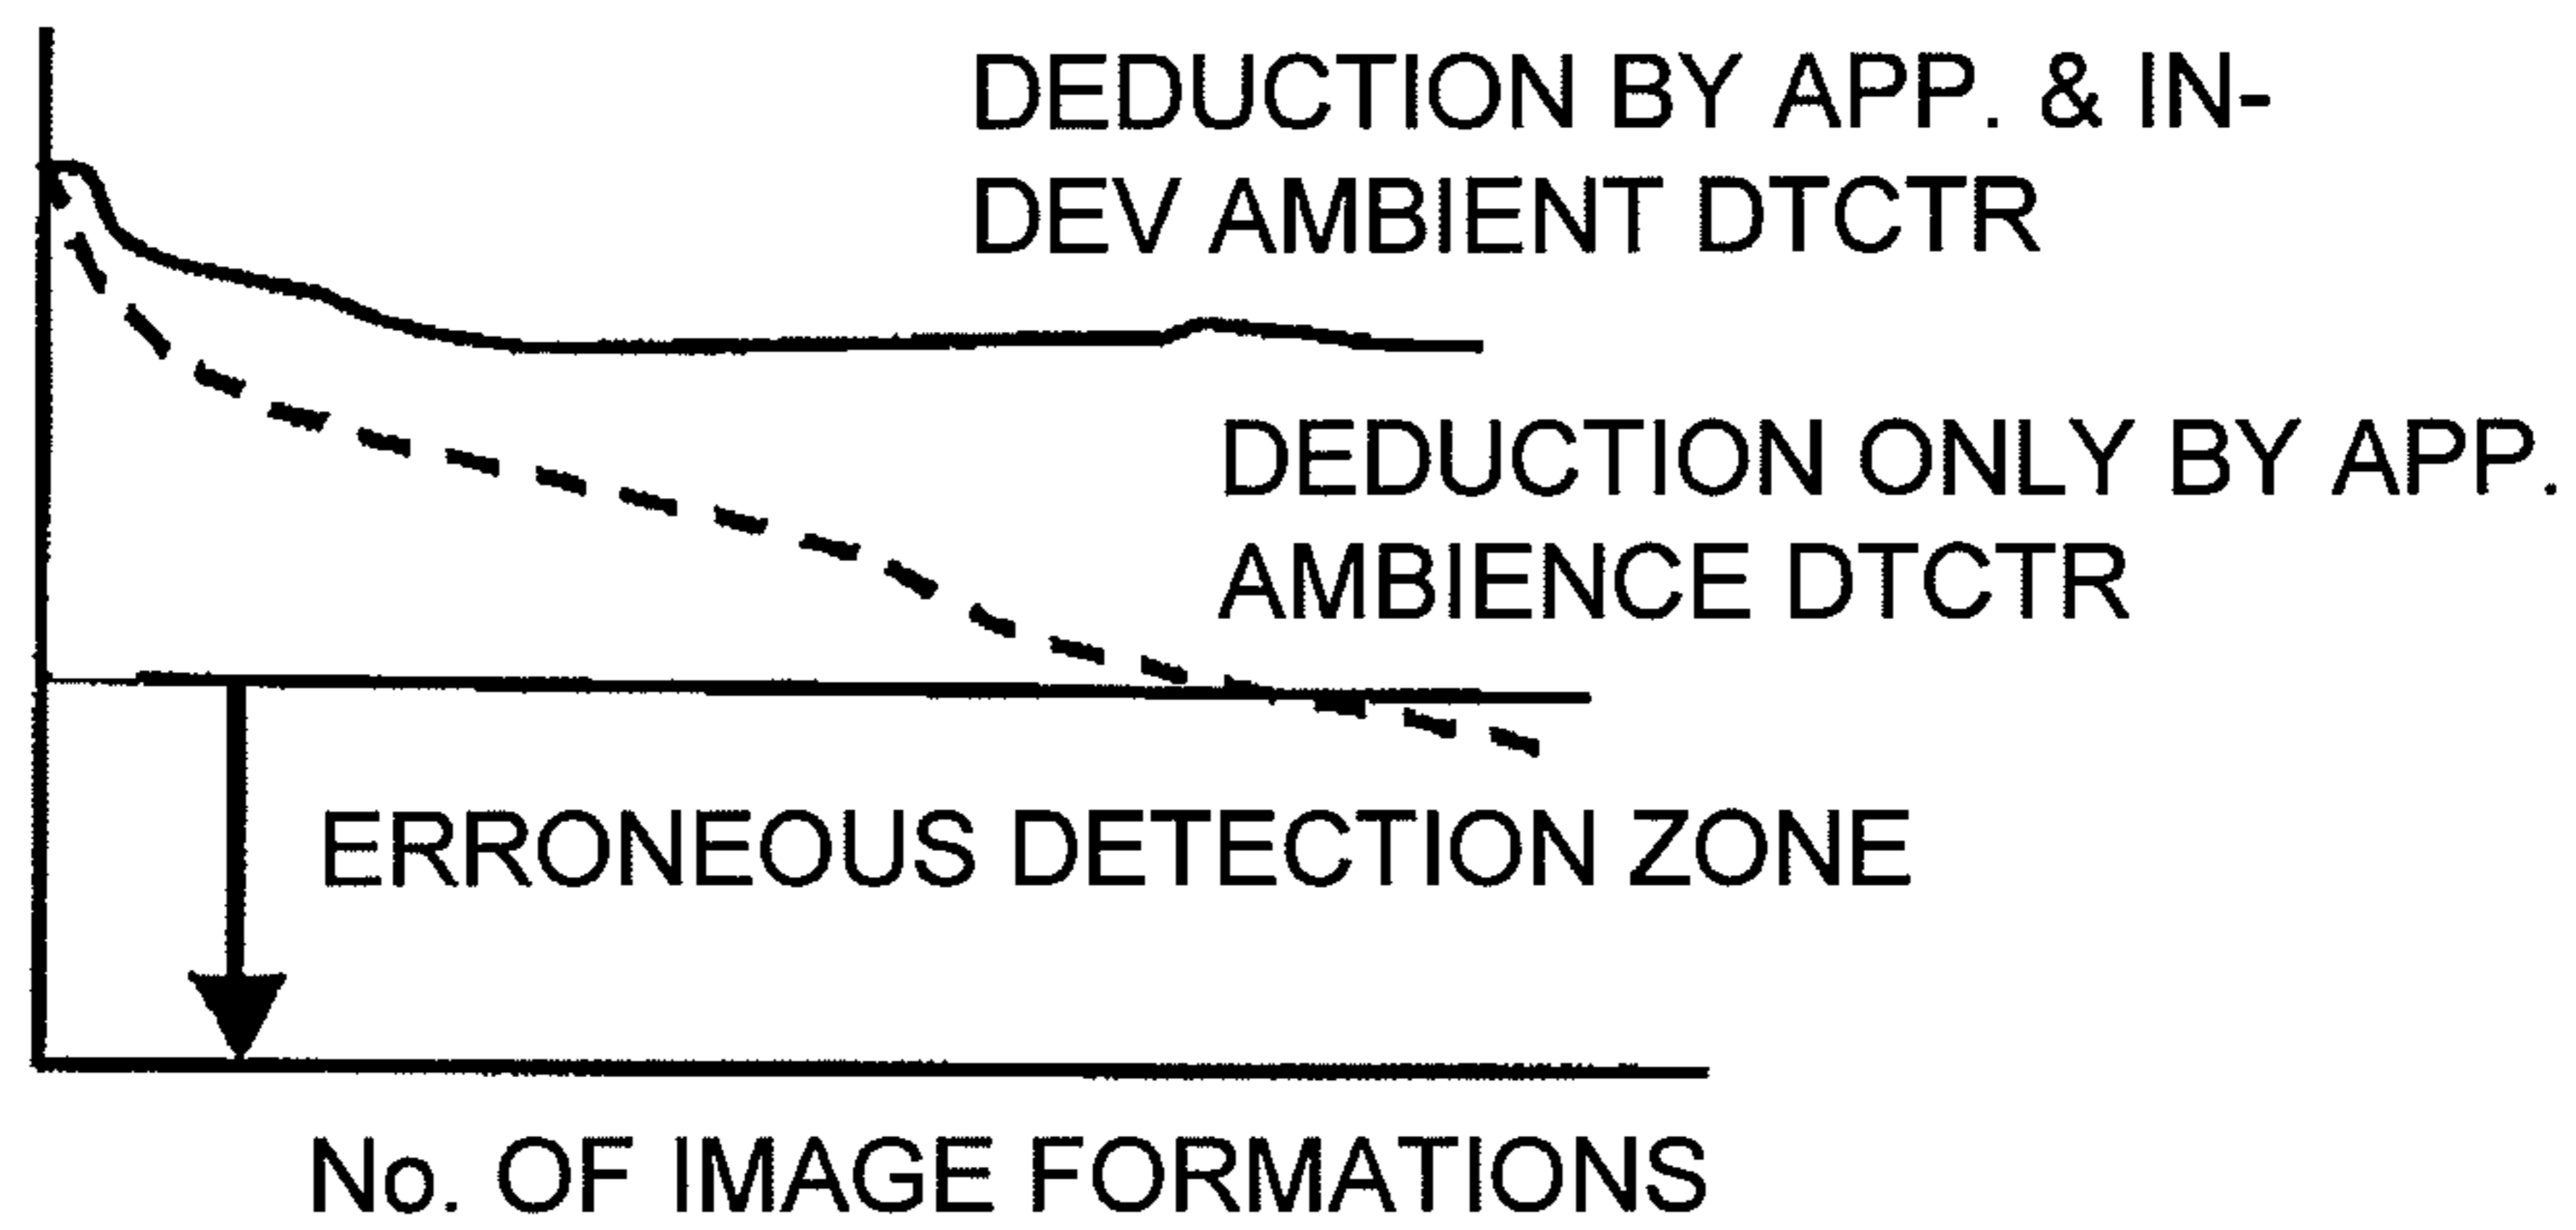 DEDUCTION BY APP. & IN-
DEV AMBIENT DTCTR
DEDUCTION ONLY BY APP.
AMBIENCE DTCTR
ERRONEOUS DETECTION ZONE
No. OF IMAGE FORMATIONS